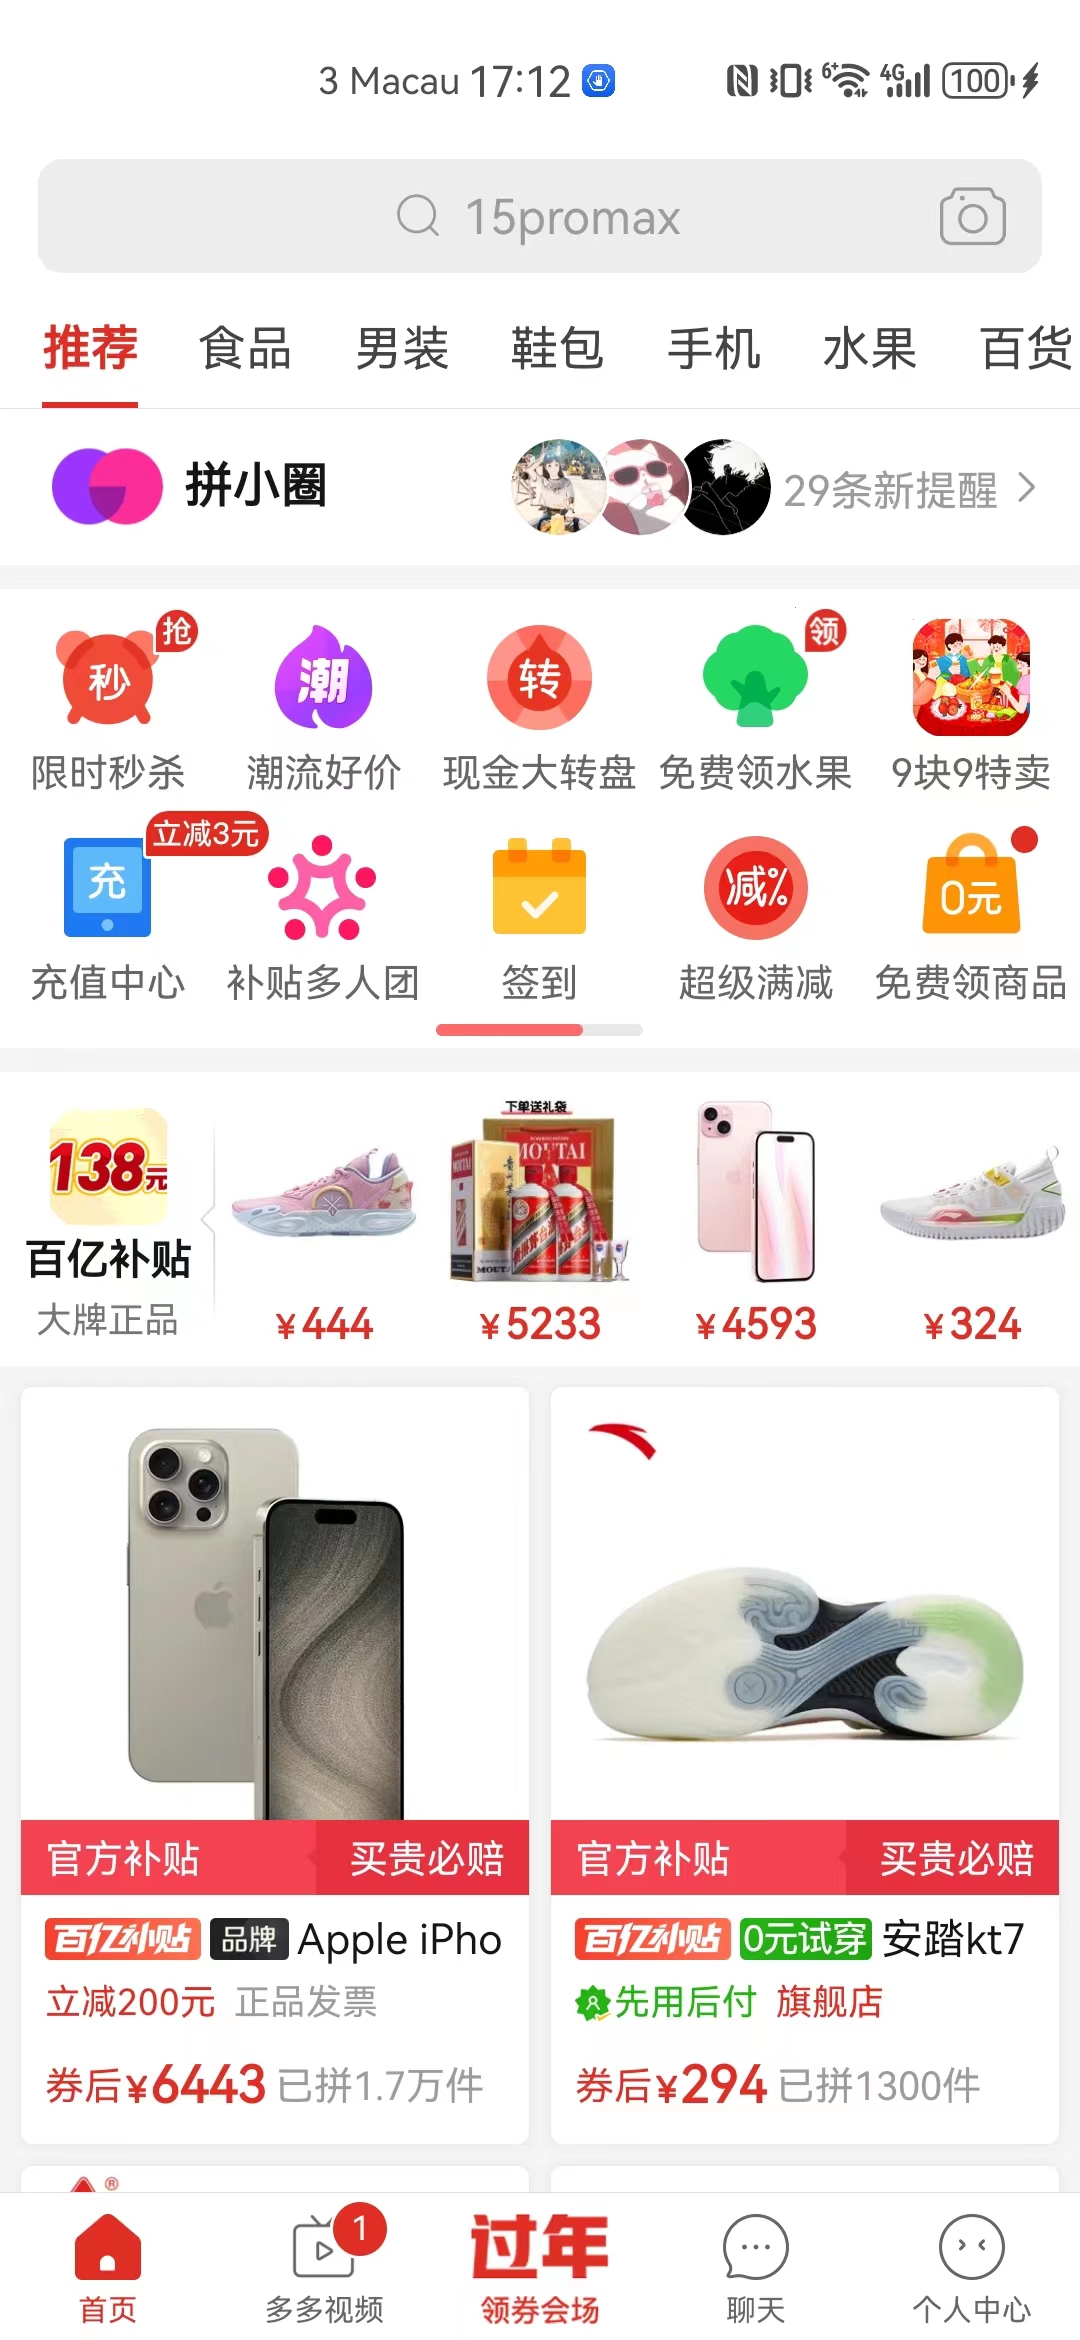 3 Macau 17:12
6+ 4G 100
15promax
推荐 食品 男装 鞋包 手机 水果 百货
拼小圈 29条新提醒
秒 抢 潮 转 领
限时秒杀 潮流好价 现金大转盘 免费领水果 9块9特卖
充 立减3元 减% 0元
充值中心 补贴多人团 签到 超级满减 免费领商品
138元
百亿补贴
大牌正品
下单送礼袋
MOUTAI
¥444 ¥5233 ¥4593 ¥324
官方补贴 买贵必赔
百亿补贴 品牌 Apple iPho
立减200元 正品发票
券后¥6443 已拼1.7万件
官方补贴 买贵必赔
百亿补贴 0元试穿 安踏kt7
先用后付 旗舰店
券后¥294 已拼1300件
®
1
过年
首页 多多视频 领券会场 聊天 个人中心